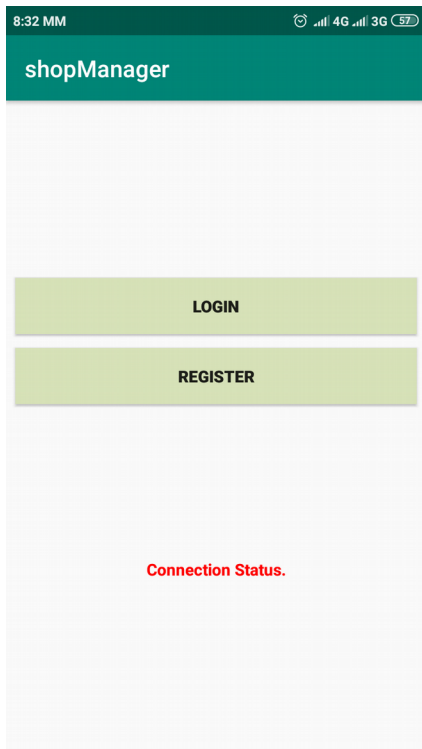 8:32 MM 4G 3G 57
shopManager
LOGIN
REGISTER
Connection Status.